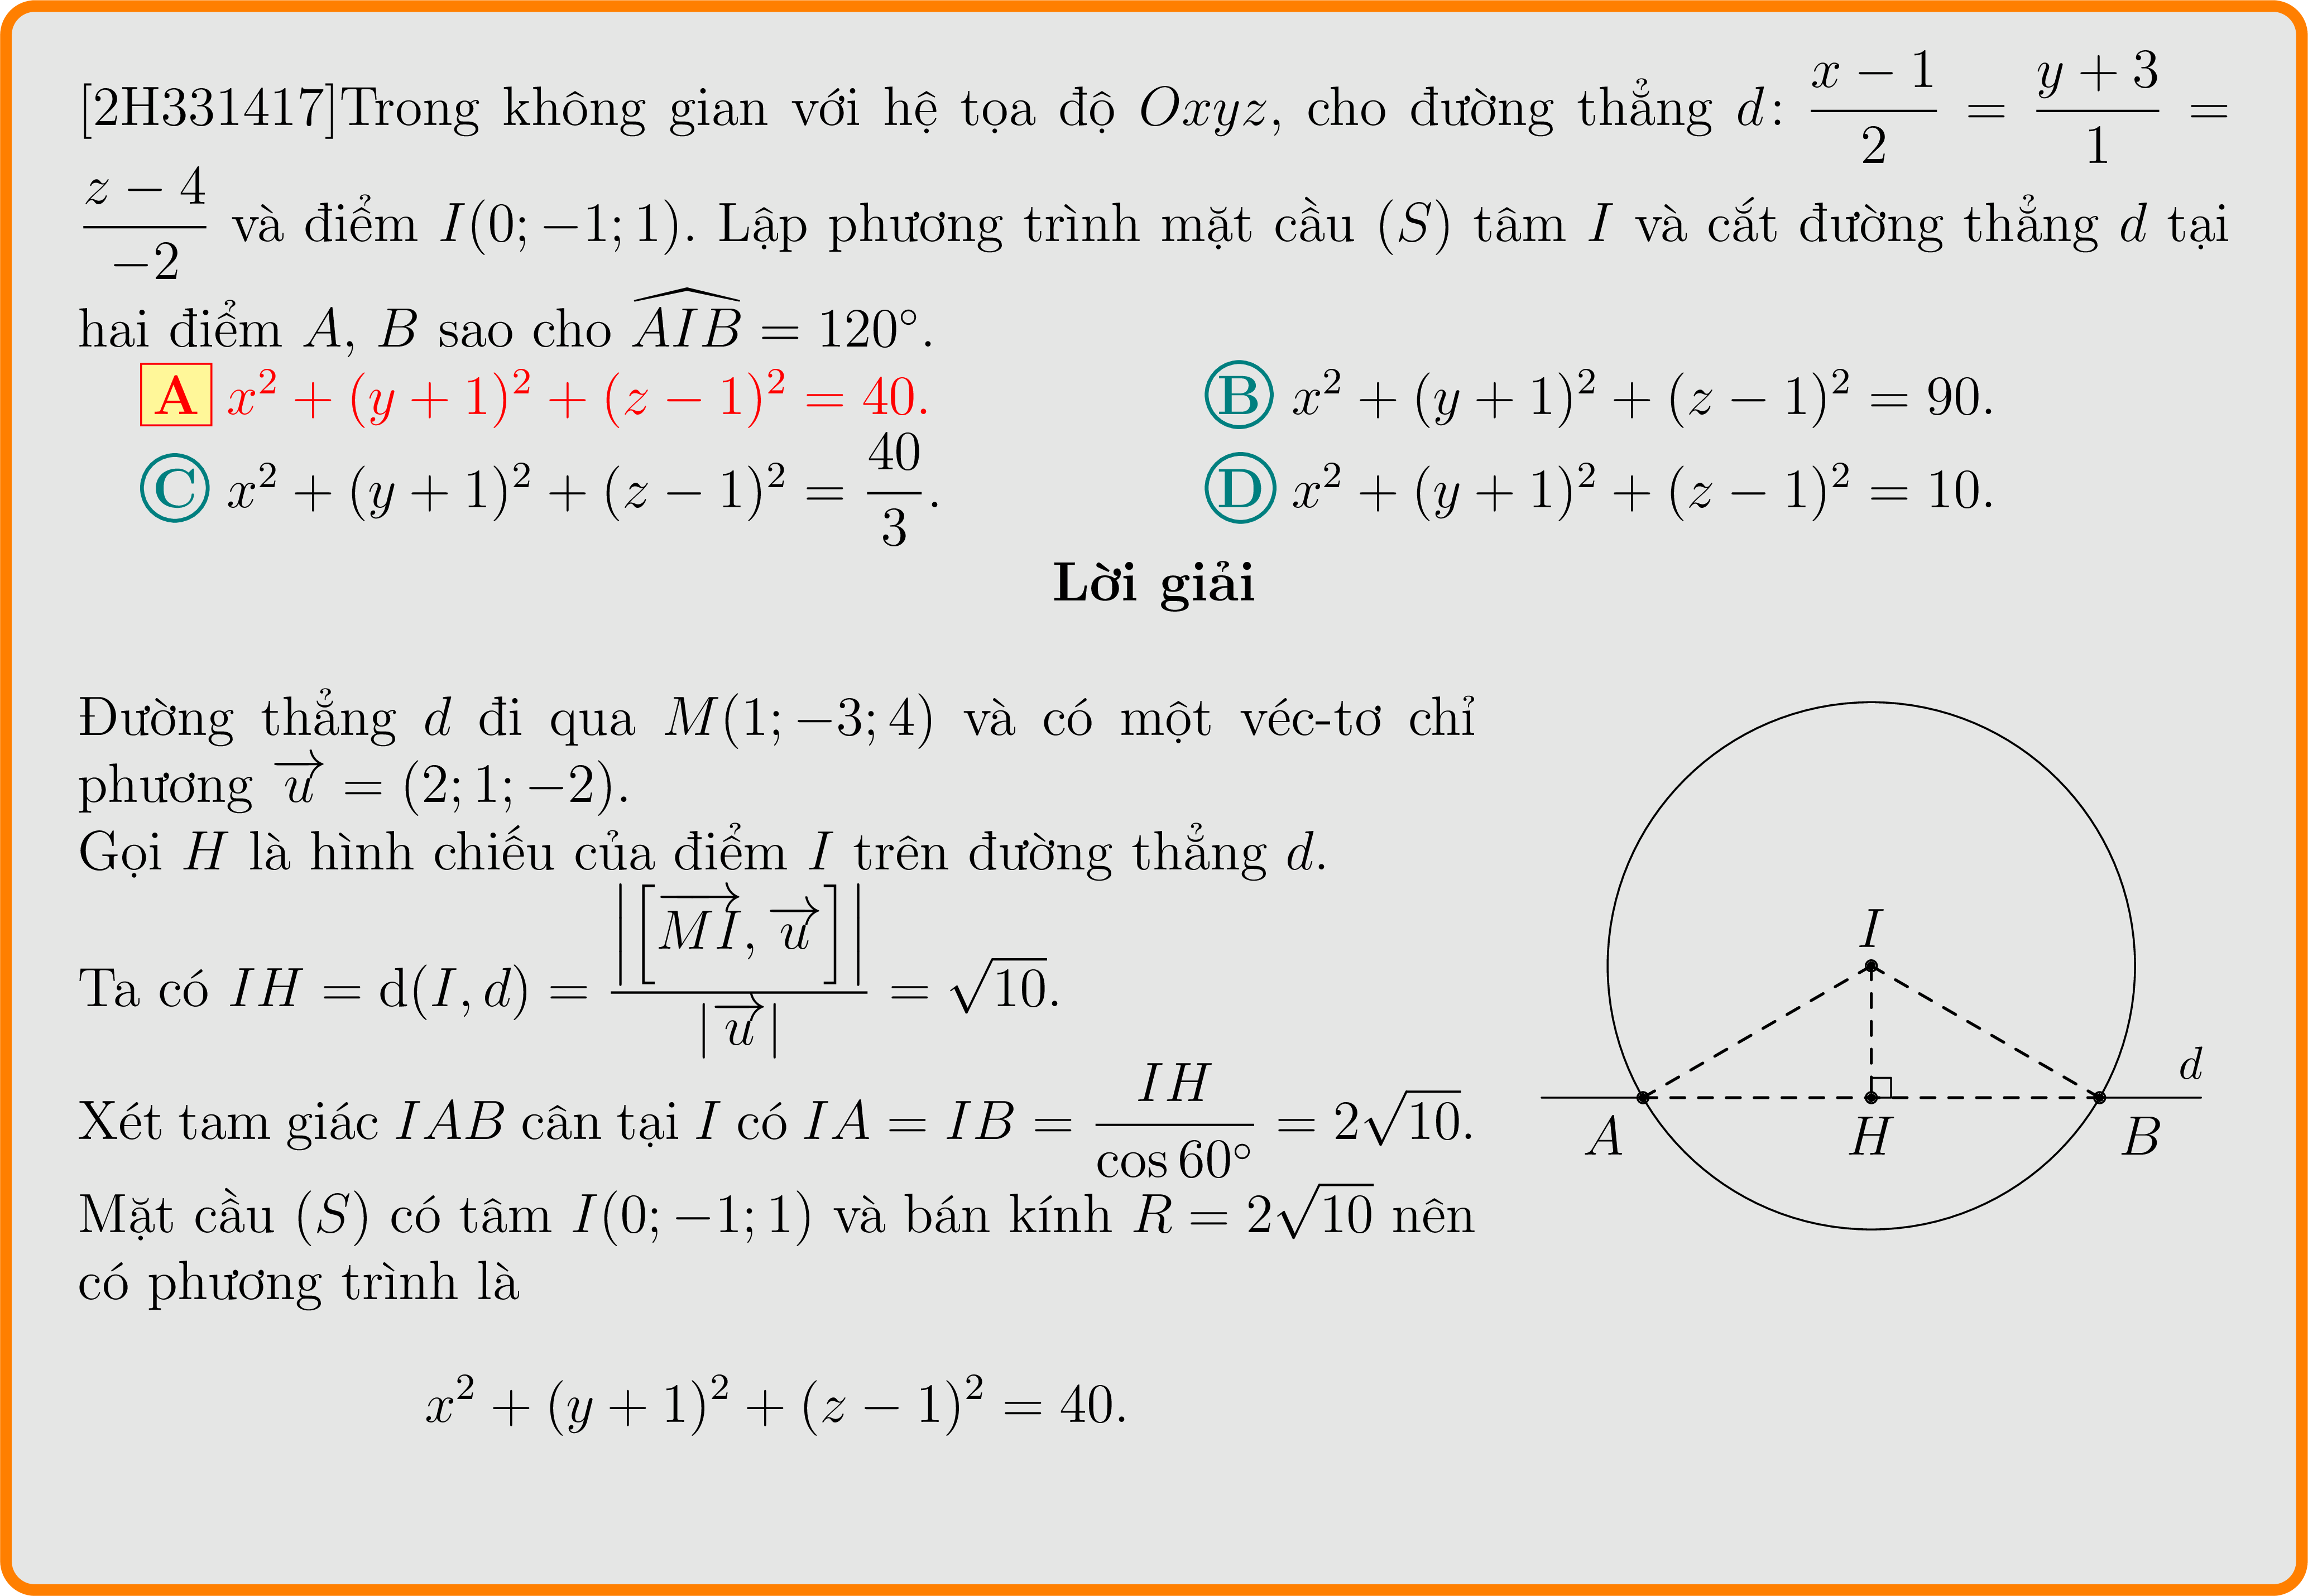 [2H331417]Trong không gian với hệ tọa độ $Oxyz$, cho đường thẳng $d$: $\dfrac{x-1}{2} = \dfrac{y+3}{1} =$
$\dfrac{z-4}{-2}$ và điểm $I(0;-1;1)$. Lập phương trình mặt cầu $(S)$ tâm $I$ và cắt đường thẳng $d$ tại
hai điểm $A$, $B$ sao cho $\widehat{AIB} = 120^\circ$.
A $x^2 + (y+1)^2 + (z-1)^2 = 40$.
B $x^2 + (y+1)^2 + (z-1)^2 = 90$.
C $x^2 + (y+1)^2 + (z-1)^2 = \dfrac{40}{3}$.
D $x^2 + (y+1)^2 + (z-1)^2 = 10$.
Lời giải
Đường thẳng $d$ đi qua $M(1;-3;4)$ và có một véc-tơ chỉ
phương $\overrightarrow{u} = (2;1;-2)$.
Gọi $H$ là hình chiếu của điểm $I$ trên đường thẳng $d$.
Ta có $IH = \mathrm{d}(I,d) = \dfrac{\left|\left[\overrightarrow{MI},\overrightarrow{u}\right]\right|}{|\overrightarrow{u}|} = \sqrt{10}$.
Xét tam giác $IAB$ cân tại $I$ có $IA = IB = \dfrac{IH}{\cos 60^\circ} = 2\sqrt{10}$.
Mặt cầu $(S)$ có tâm $I(0;-1;1)$ và bán kính $R = 2\sqrt{10}$ nên
có phương trình là
$x^2 + (y+1)^2 + (z-1)^2 = 40.$
I
d
A
H
B